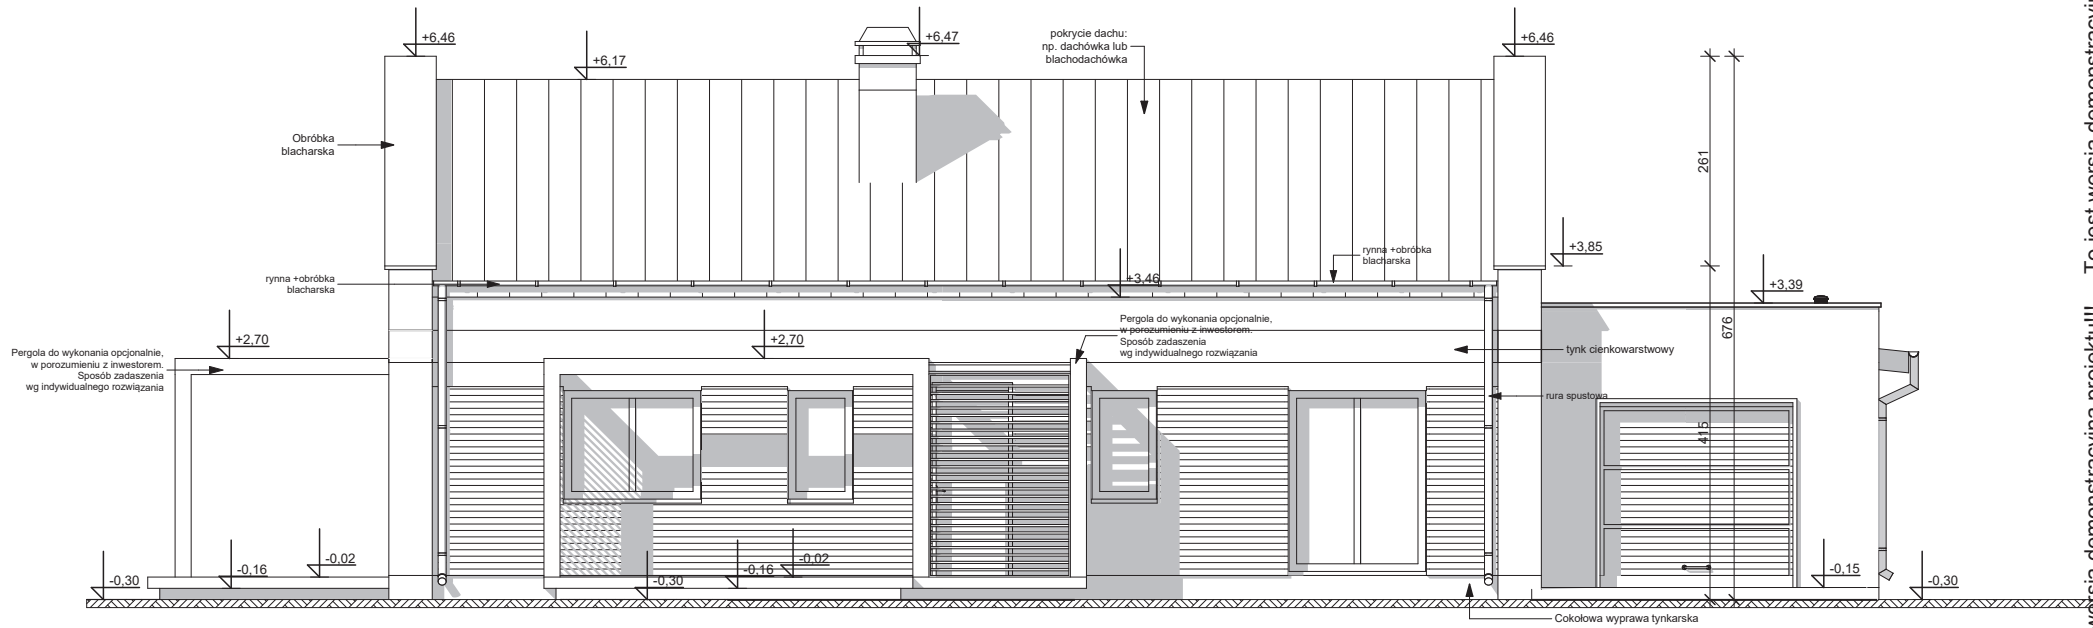 +6,46
+6,17
+6,47
pokrycie dachu:
np. dachówka lub
blachodachówka
+6,46
Obróbka
blacharska
261
rynna +obróbka
blacharska
+3,85
rynna +obróbka
blacharska
+3,46
+3,39
Pergola do wykonania opcjonalnie,
w porozumieniu z inwestorem.
Sposób zadaszenia
wg indywidualnego rozwiązania
676
+2,70
+2,70
Pergola do wykonania opcjonalnie,
w porozumieniu z inwestorem.
Sposób zadaszenia
wg indywidualnego rozwiązania
tynk cienkowarstwowy
rura spustowa
415
-0,30
-0,16
-0,02
-0,30
-0,16
-0,02
-0,15
-0,30
Cokołowa wyprawa tynkarska
wersja demonstracyjna projektu!!! To jest wersja demonstracyjn